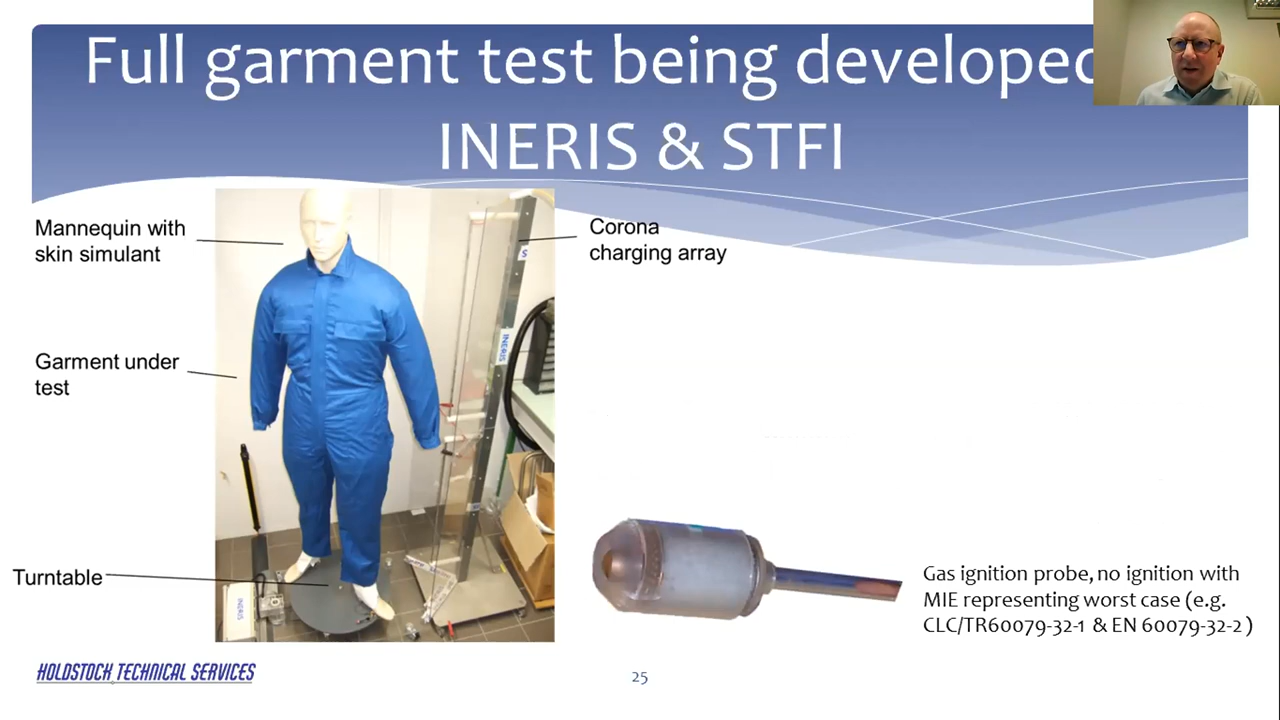 Full garment test being developed
INERIS & STFI
Mannequin with
skin simulant
Corona
charging array
Garment under
test
Turntable
INERIS
INERIS
Gas ignition probe, no ignition with
MIE representing worst case (e.g.
CLC/TR60079-32-1 & EN 60079-32-2)
HOLDSTOCK TECHNICAL SERVICES
25